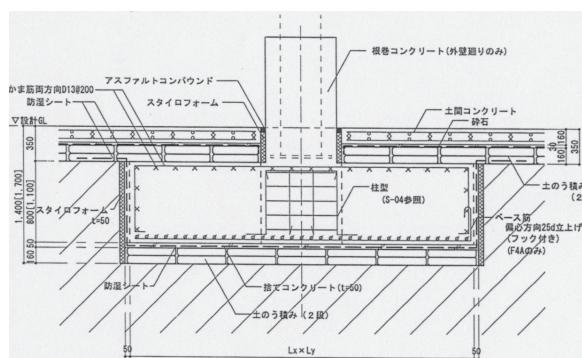 根巻コンクリート(外壁廻りのみ)
アスファルトコンパウンド
かま筋両方向D13@200
スタイロフォーム
防湿シート
土間コンクリート
砕石
▽設計GL
350
30
160 160
350
土のう積み
(2
柱型
(S-04参照)
1,400[1,700]
800[1,100]
スタイロフォーム
t=50
ベース筋
偏心方向25d立上げ
(フック付き)
(F4Aのみ)
160 50
防湿シート
捨てコンクリート(t=50)
土のう積み(2段)
50
Lx×Ly
50